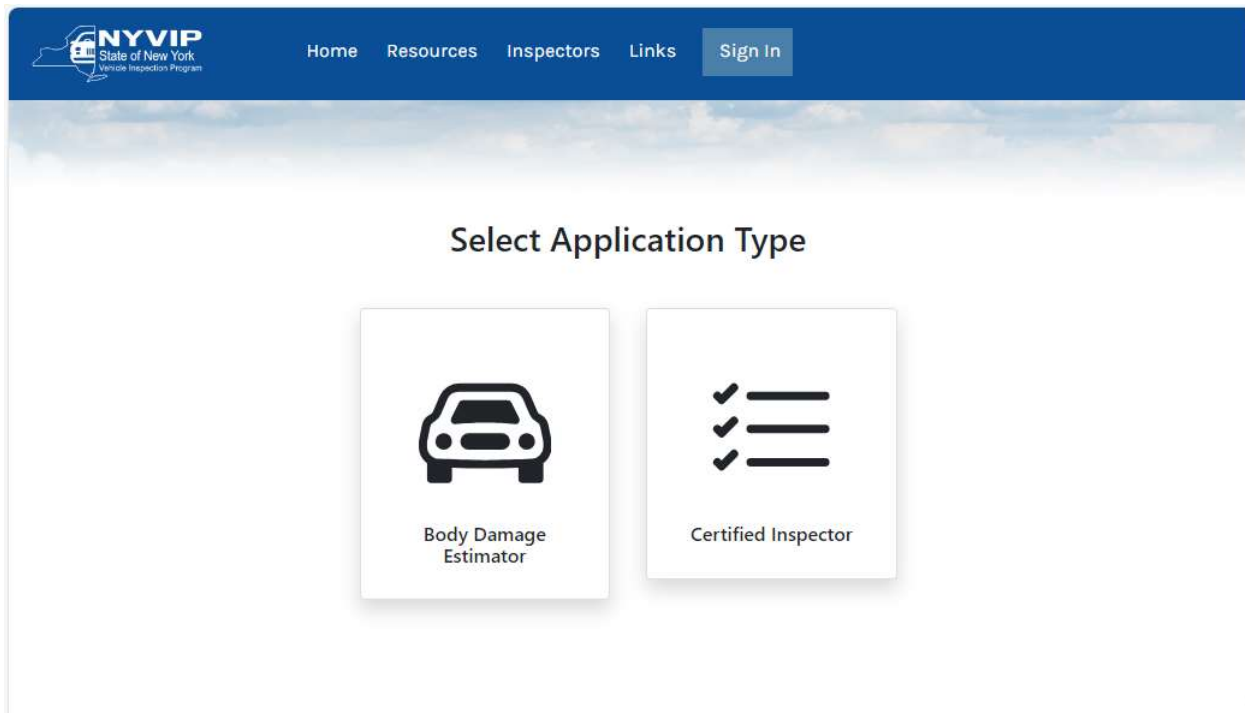 NYVIP
State of New York
Vehicle Inspection Program
Home Resources Inspectors Links Sign In
Select Application Type
Body Damage
Estimator
Certified Inspector